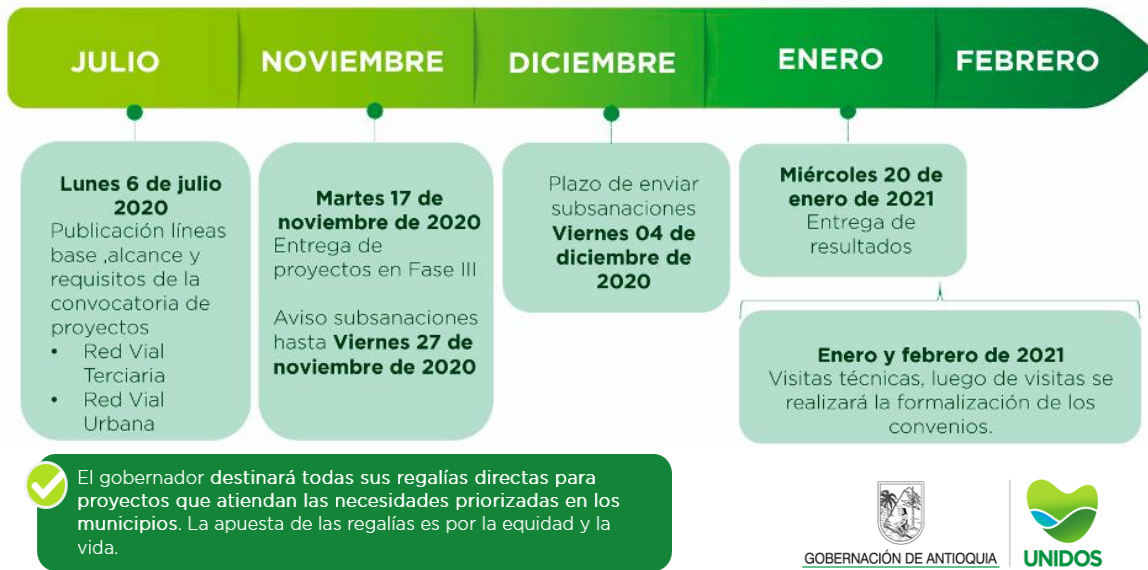 JULIO
NOVIEMBRE
DICIEMBRE
ENERO
FEBRERO
Lunes 6 de julio
2020
Publicación líneas
base ,alcance y
requisitos de la
convocatoria de
proyectos
• Red Vial
Terciaria
• Red Vial
Urbana
Martes 17 de
noviembre de 2020
Entrega de
proyectos en Fase III
Aviso subsanaciones
hasta Viernes 27 de
noviembre de 2020
Plazo de enviar
subsanaciones
Viernes 04 de
diciembre de
2020
Miércoles 20 de
enero de 2021
Entrega de
resultados
Enero y febrero de 2021
Visitas técnicas, luego de visitas se
realizará la formalización de los
convenios.
El gobernador destinará todas sus regalías directas para
proyectos que atiendan las necesidades priorizadas en los
municipios. La apuesta de las regalías es por la equidad y la
vida.
GOBERNACIÓN DE ANTIOQUIA
UNIDOS